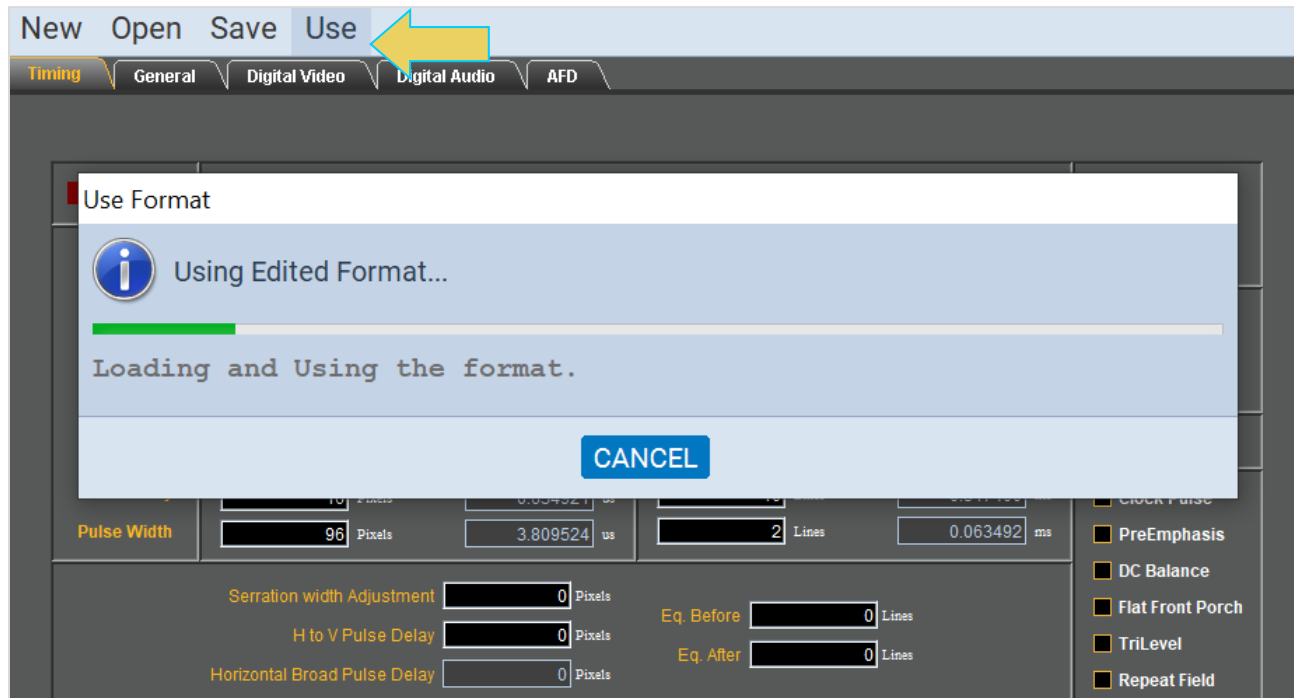 New Open Save Use
Timing General Digital Video Digital Audio AFD
Use Format
Using Edited Format...
Loading and Using the format.
CANCEL
Pulse Width 96 Pixels 3.809524 us 2 Lines 0.063492 ms PreEmphasis
DC Balance
Serration width Adjustment 0 Pixels
Eq. Before 0 Lines
Flat Front Porch
H to V Pulse Delay 0 Pixels
Eq. After 0 Lines
TriLevel
Horizontal Broad Pulse Delay 0 Pixels
Repeat Field